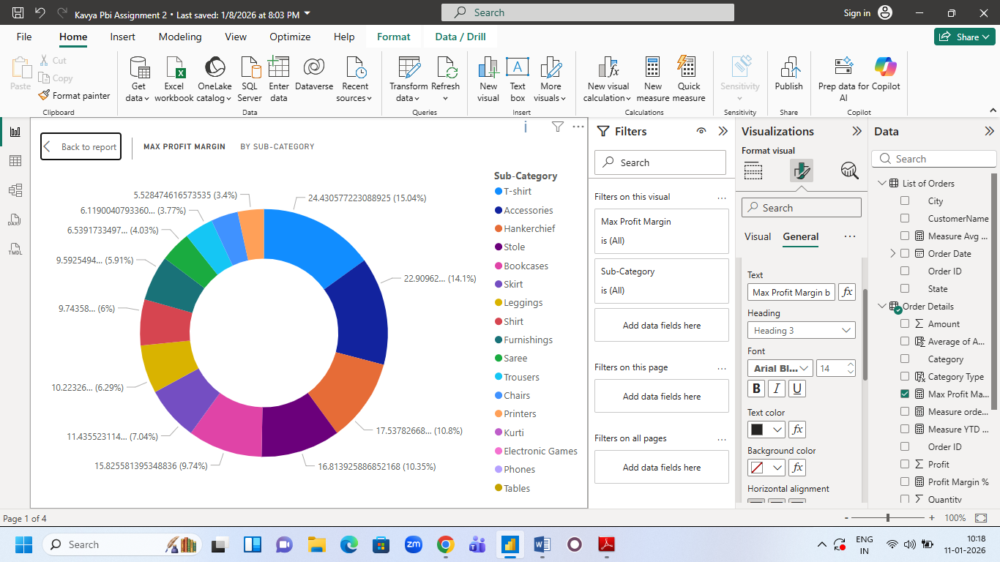 Kavya Pbi Assignment 2 • Last saved: 1/8/2026 at 8:03 PM
Search
Sign in
File Home Insert Modeling View Optimize Help Format Data / Drill
Share
Paste
Cut
Copy
Format painter
Clipboard
Get data
Excel workbook
OneLake catalog
SQL Server
Enter data
Dataverse
Recent sources
Data
Transform data
Refresh
Queries
New visual
Text box
More visuals
Insert
New visual calculation
New measure
Quick measure
Calculations
Sensitivity
Sensitivity
Publish
Share
Prep data for AI
Copilot
Copilot
DAX
TMDL
Back to report
MAX PROFIT MARGIN
BY SUB-CATEGORY
5.528474616573535 (3.4%)
24.430577223088925 (15.04%)
6.1190040793360... (3.77%)
6.5391733497... (4.03%)
9.5925494... (5.91%)
22.90962... (14.1%)
9.74358... (6%)
10.22326... (6.29%)
17.53782668... (10.8%)
11.435523114... (7.04%)
15.825581395348836 (9.74%)
16.813925886852168 (10.35%)
Sub-Category
T-shirt
Accessories
Hankerchief
Stole
Bookcases
Skirt
Leggings
Shirt
Furnishings
Saree
Trousers
Chairs
Printers
Kurti
Electronic Games
Phones
Tables
Filters
Search
Filters on this visual ...
Max Profit Margin
is (All)
Sub-Category
is (All)
Add data fields here
Filters on this page ...
Add data fields here
Filters on all pages ...
Add data fields here
Visualizations
Format visual
Search
Visual General ...
Text
Max Profit Margin b
fx
Heading
Heading 3
Font
Arial Bl...
14
B I U
Text color
fx
Background color
fx
Horizontal alignment
Data
Search
List of Orders
City
CustomerName
Measure Avg ...
Order Date
Order ID
State
Order Details
Amount
Average of A...
Category
Category Type
Max Profit Ma...
Measure orde...
Measure YTD ...
Order ID
Profit
Profit Margin %
Quantity
Page 1 of 4
- + 100%
Search
zm
ENG
IN
10:18
11-01-2026